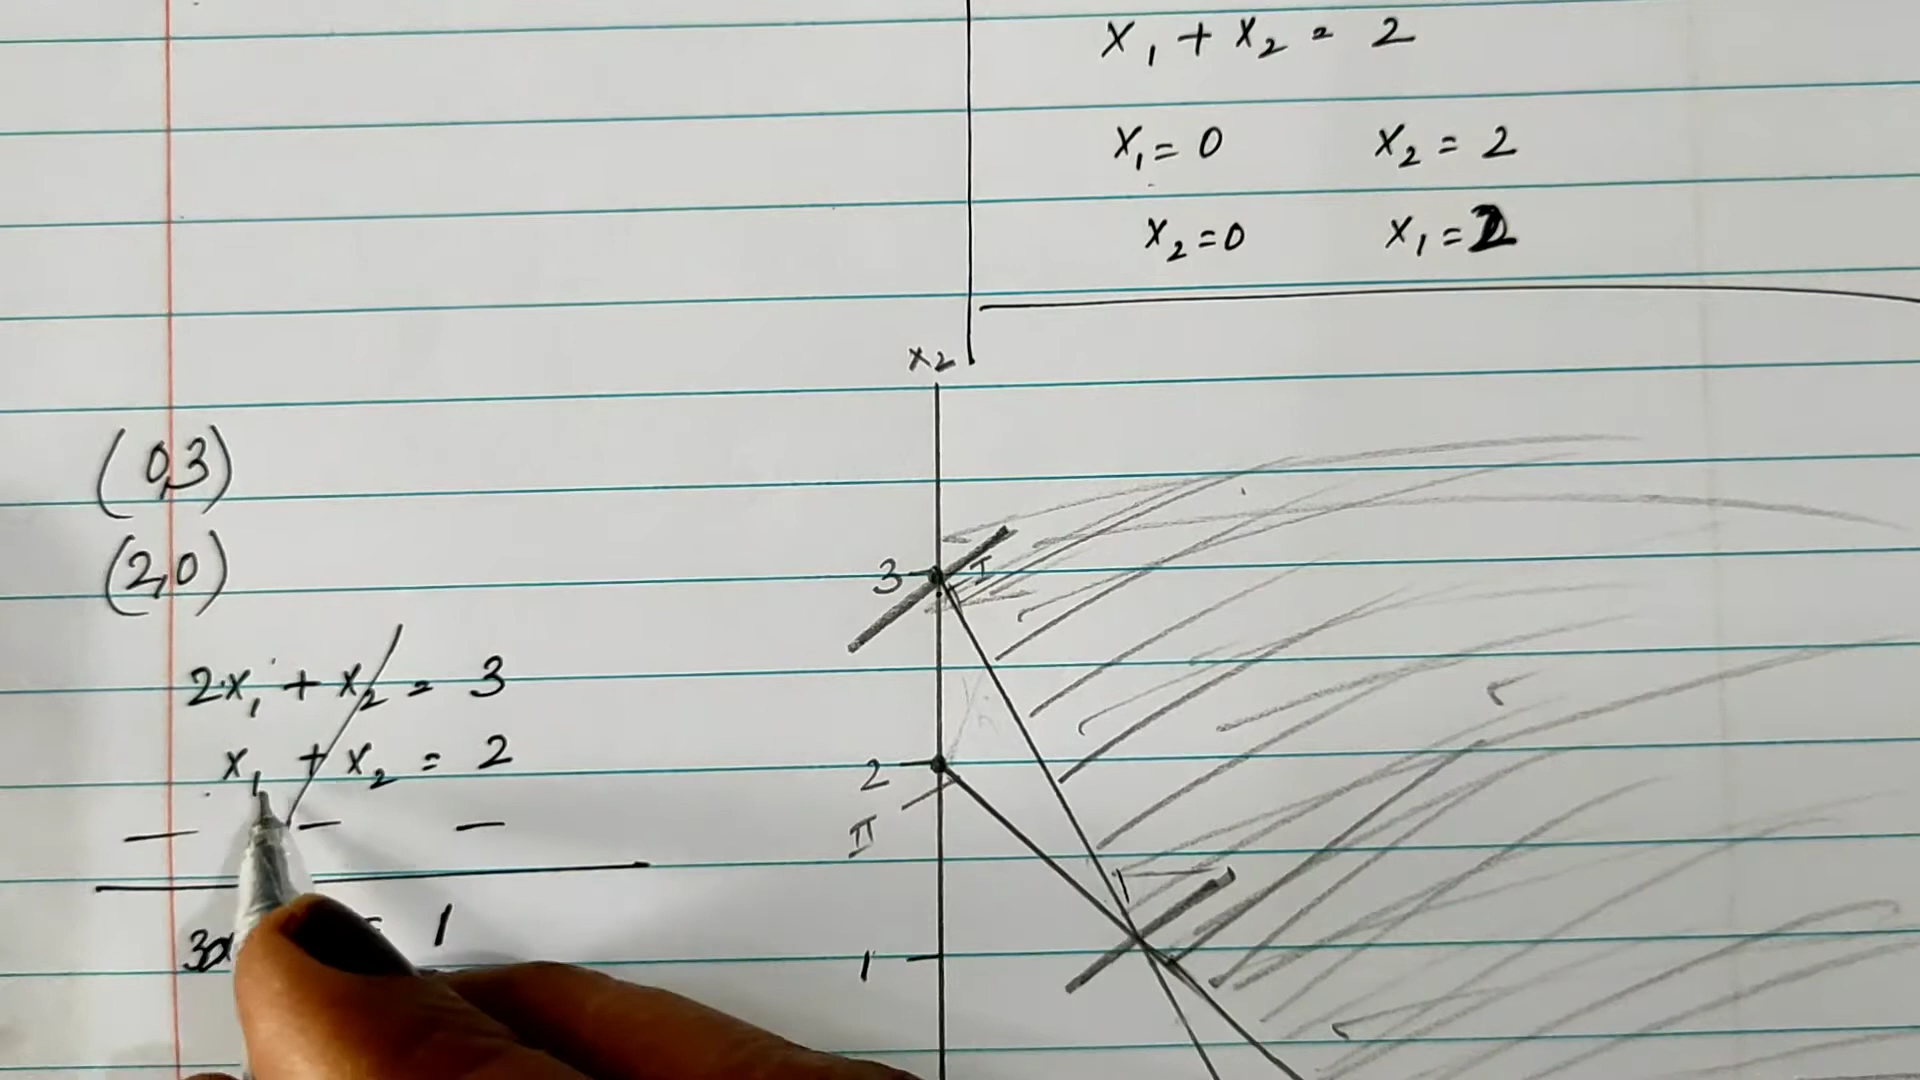 x₁ + x₂ = 2
x₁ = 0 x₂ = 2
x₂ = 0 x₁ = 2
x₂
(0,3)
(2,0)
3 I
2x₁ + x₂ = 3
x₁ + x₂ = 2
2
— — —
II
= 1
1